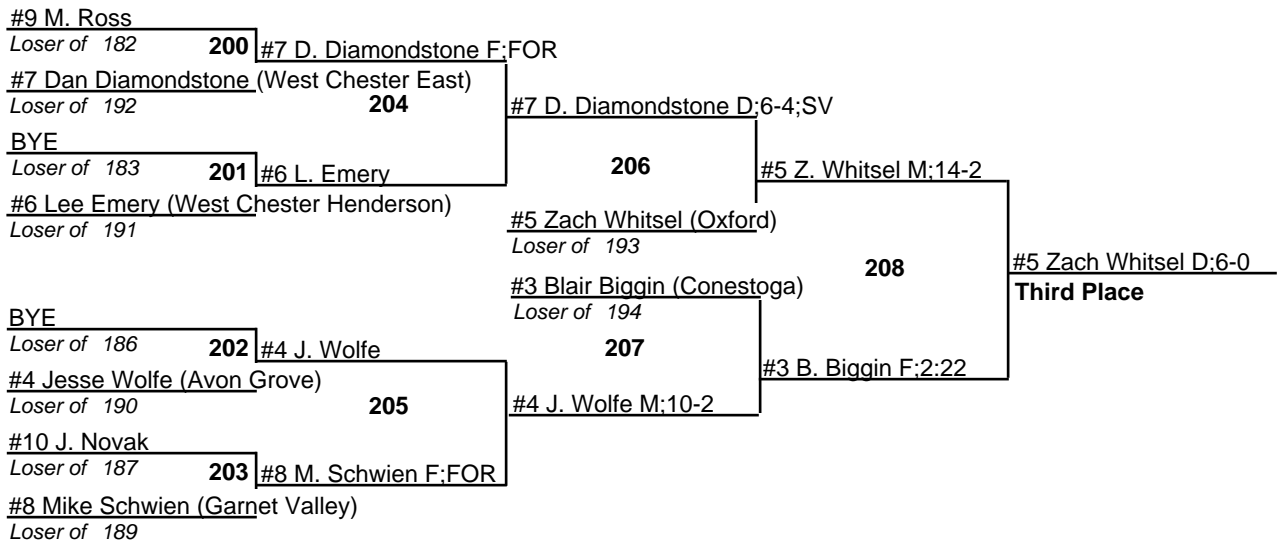 #9 M. Ross
Loser of 182
200
#7 D. Diamondstone F;FOR
#7 Dan Diamondstone (West Chester East)
Loser of 192
204
#7 D. Diamondstone D;6-4;SV
BYE
Loser of 183
201
#6 L. Emery
206
#5 Z. Whitsel M;14-2
#6 Lee Emery (West Chester Henderson)
Loser of 191
#5 Zach Whitsel (Oxford)
Loser of 193
208
#5 Zach Whitsel D;6-0
Third Place
#3 Blair Biggin (Conestoga)
Loser of 194
BYE
Loser of 186
202
#4 J. Wolfe
207
#3 B. Biggin F;2:22
#4 Jesse Wolfe (Avon Grove)
Loser of 190
205
#4 J. Wolfe M;10-2
#10 J. Novak
Loser of 187
203
#8 M. Schwien F;FOR
#8 Mike Schwien (Garnet Valley)
Loser of 189